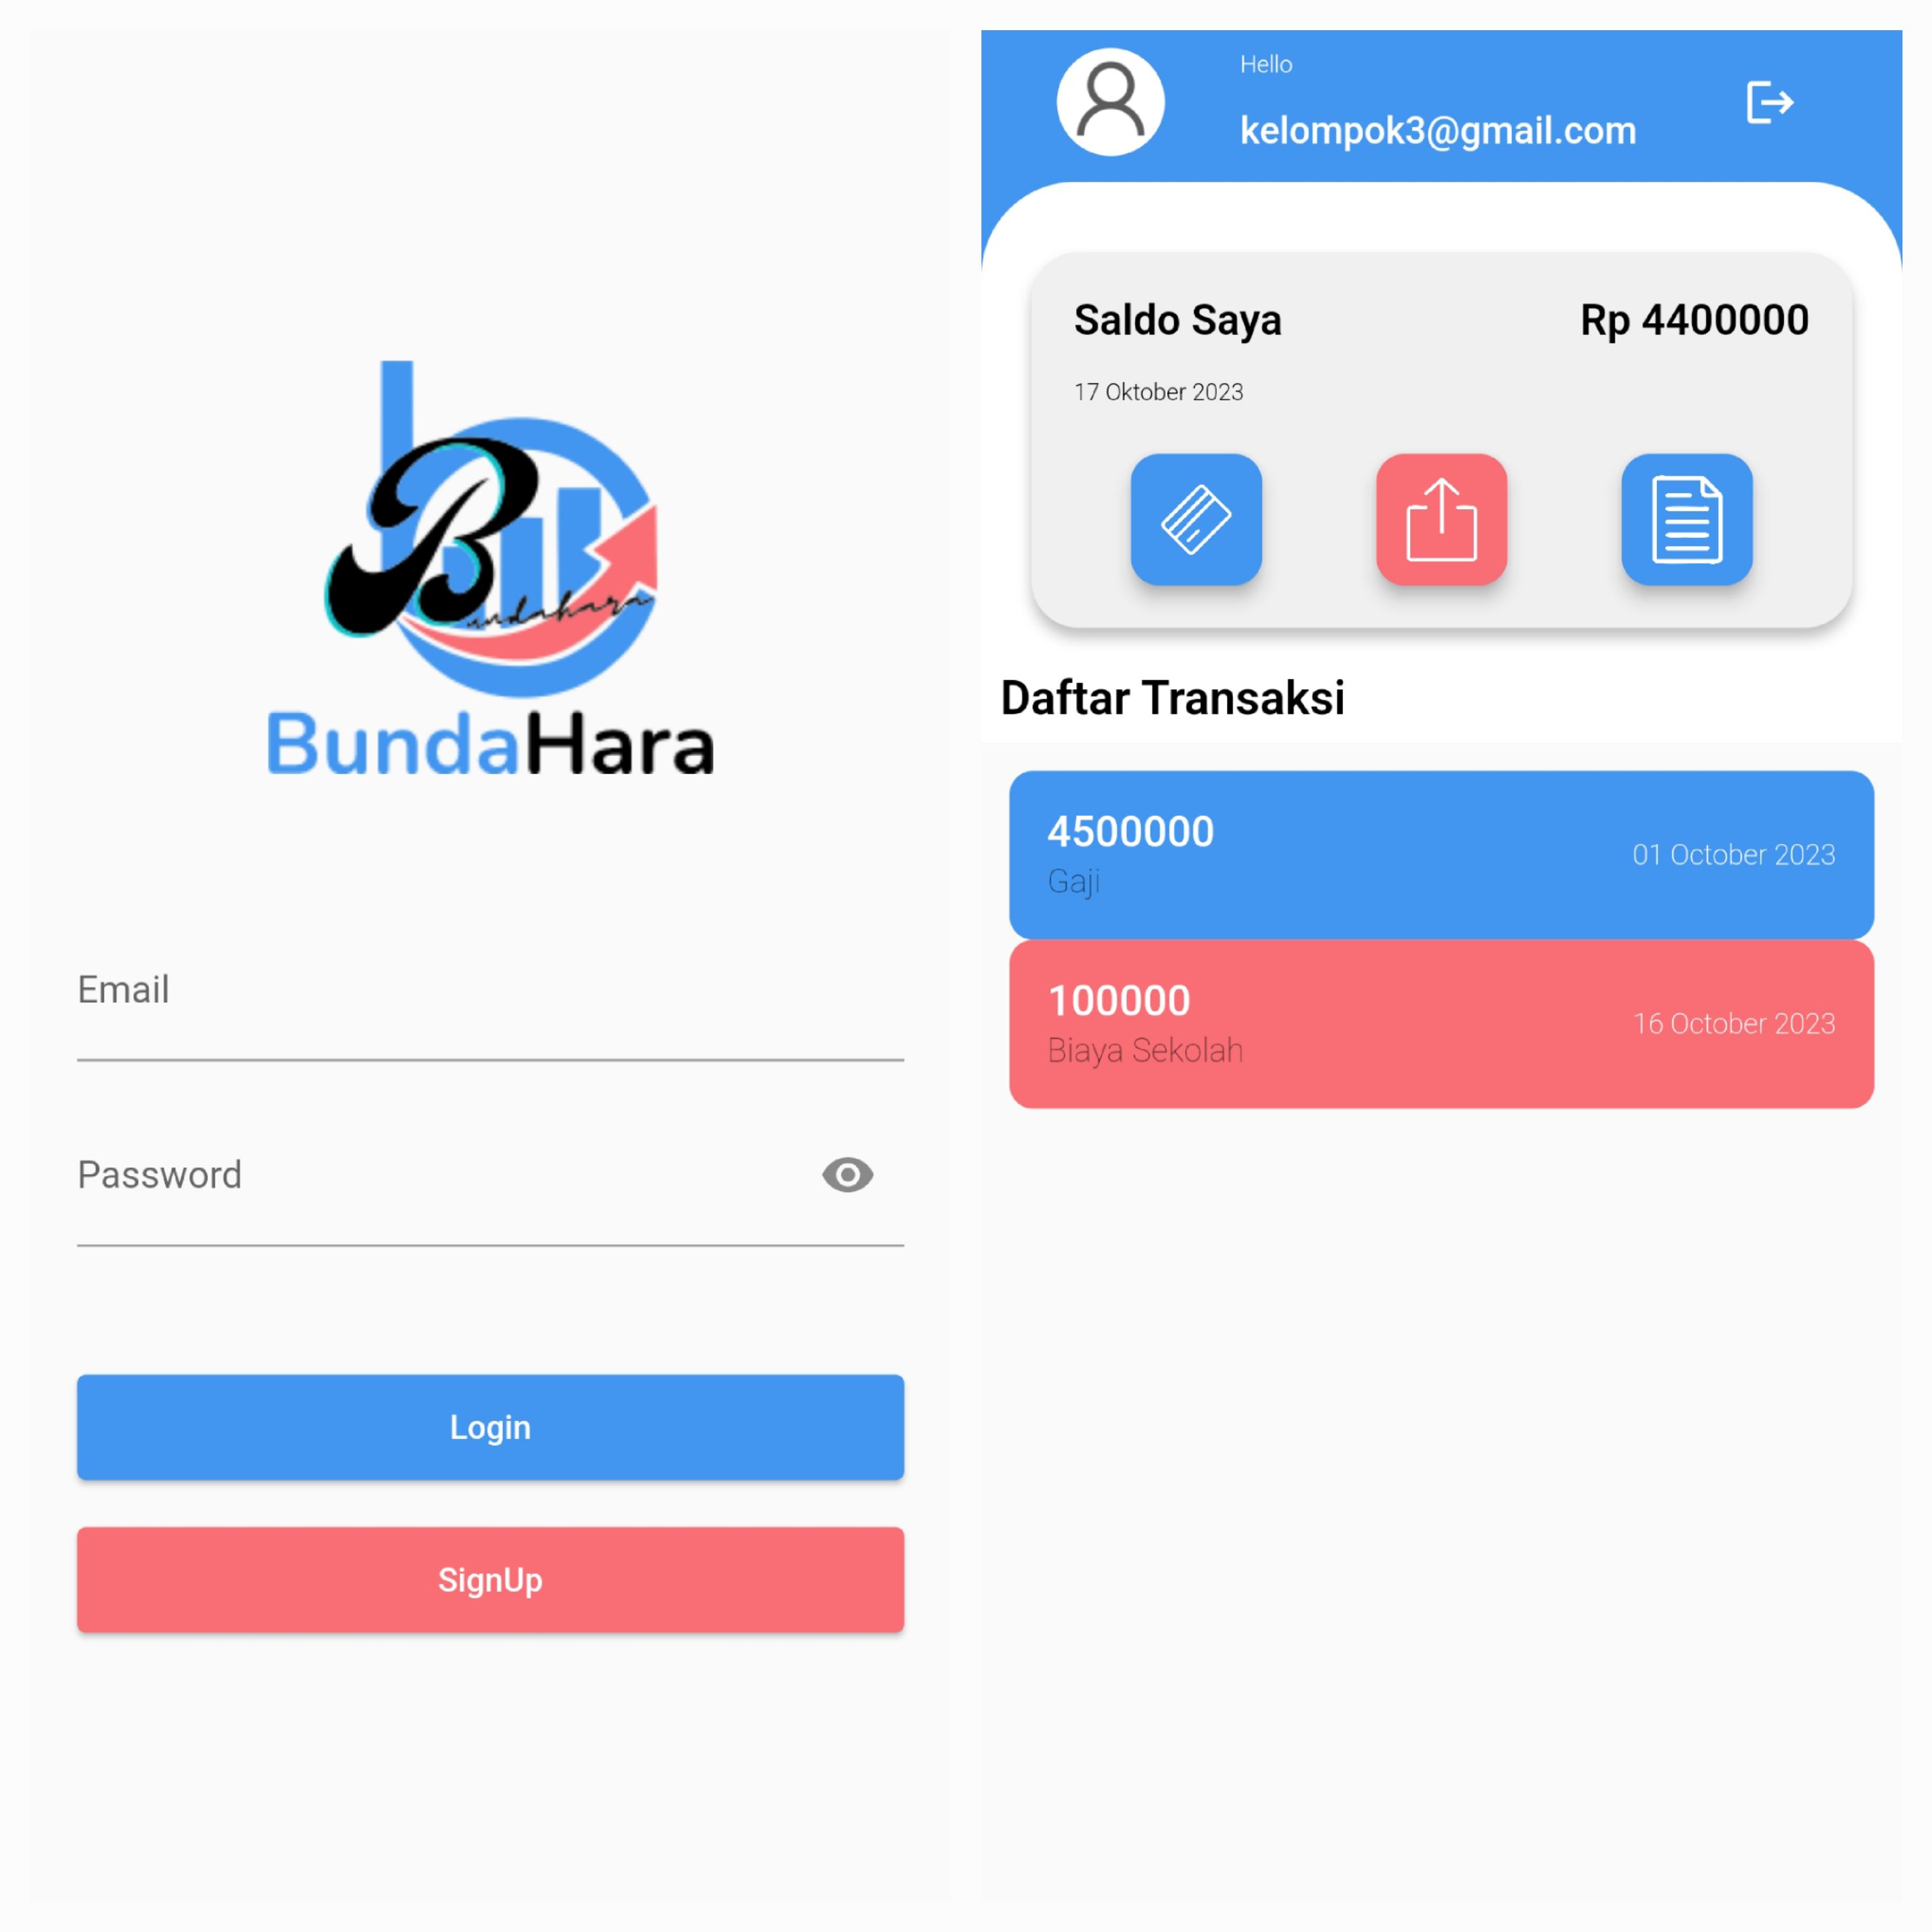 Bundahara
BundaHara
Email
Password
Login
SignUp
Hello
kelompok3@gmail.com
Saldo Saya
Rp 4400000
17 Oktober 2023
Daftar Transaksi
4500000
Gaji
01 October 2023
100000
Biaya Sekolah
16 October 2023